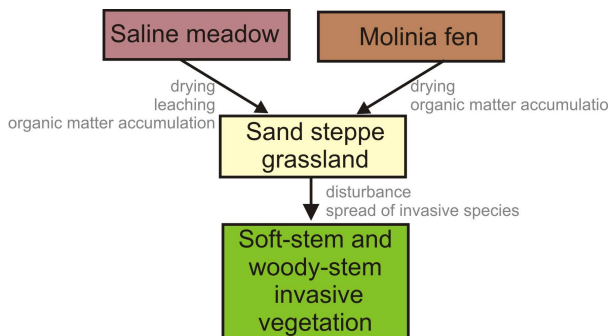 Saline meadow
Molinia fen
drying
leaching
organic matter accumulation
drying
organic matter accumulatio
Sand steppe
grassland
disturbance
spread of invasive species
Soft-stem and
woody-stem
invasive
vegetation